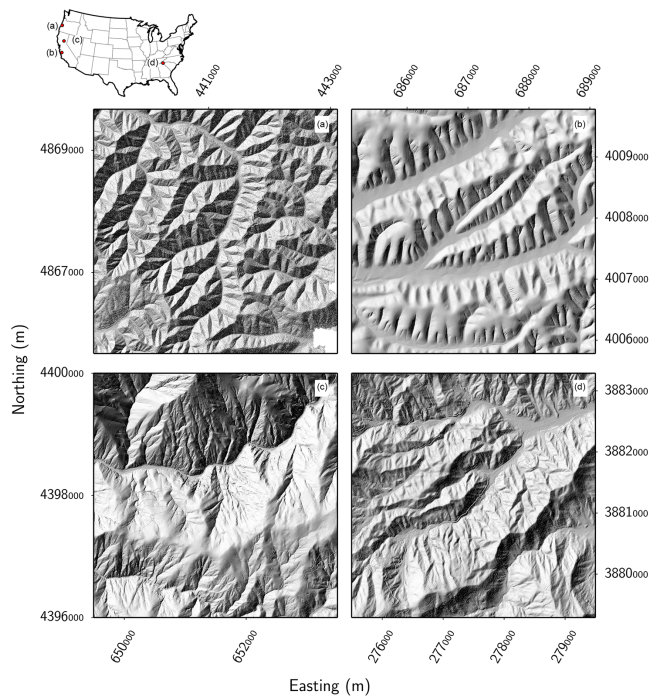 (a)
(c)
(b)
(d)
441000
443000
686000
687000
688000
689000
(a)
(b)
4869000
4867000
4009000
4008000
4007000
4006000
Northing (m)
4400000
4398000
4396000
(c)
(d)
3883000
3882000
3881000
3880000
650000
652000
276000
277000
278000
279000
Easting (m)